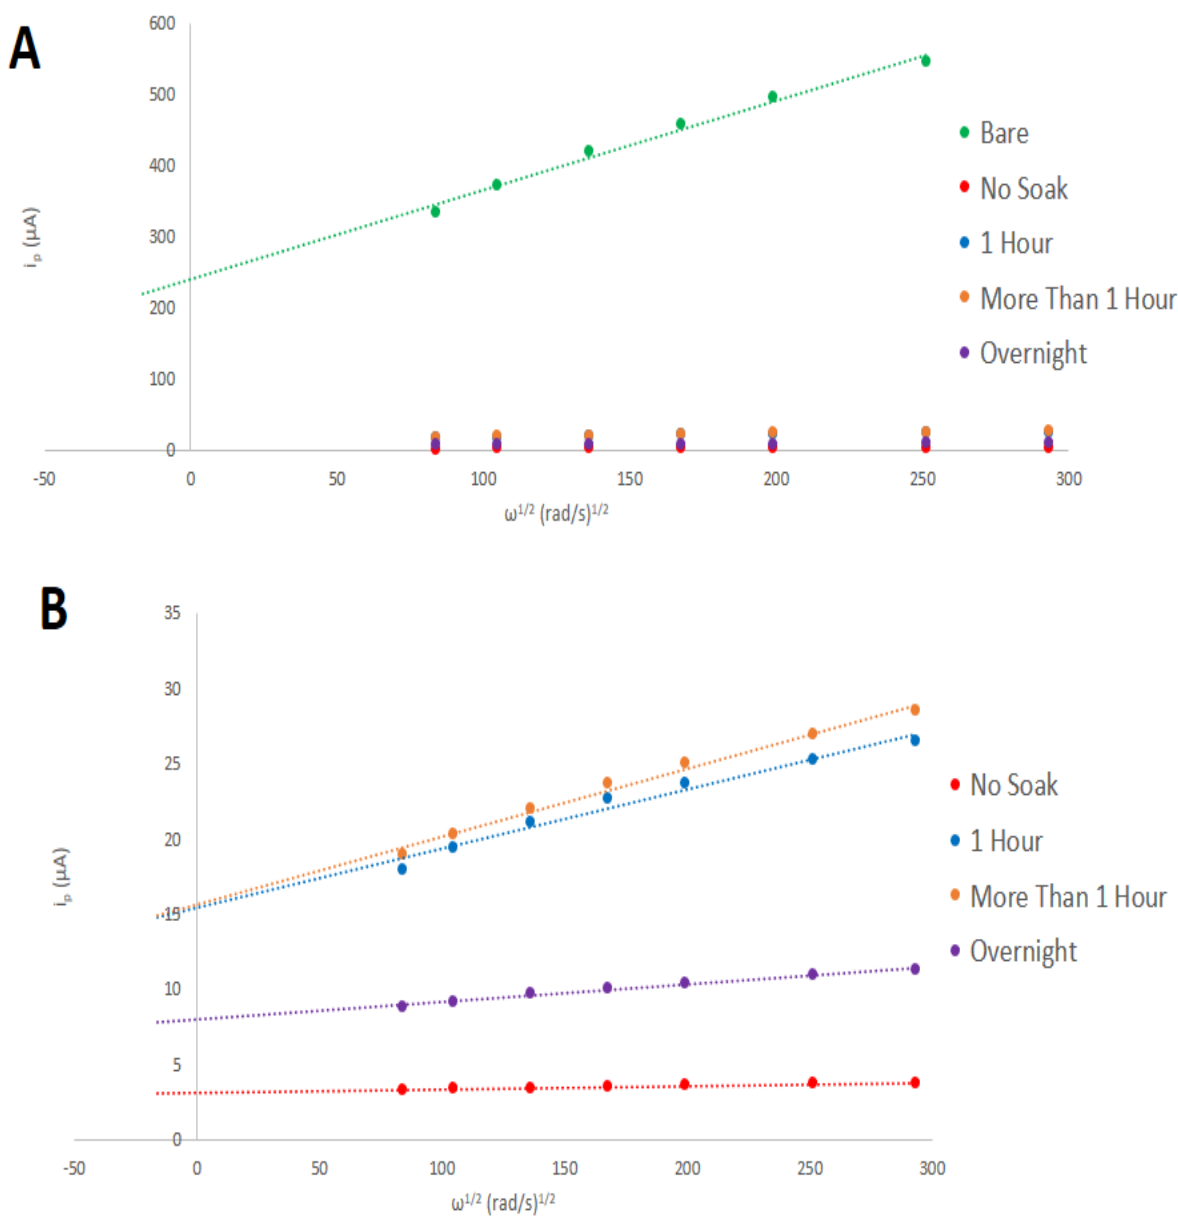 A
600
500
400
300
200
100
0
-50 0 50 100 150 200 250 300
iₚ (µA)
ω¹/² (rad/s)¹/²
Bare
No Soak
1 Hour
More Than 1 Hour
Overnight
B
35
30
25
20
15
10
5
0
-50 0 50 100 150 200 250 300
iₚ (µA)
ω¹/² (rad/s)¹/²
No Soak
1 Hour
More Than 1 Hour
Overnight